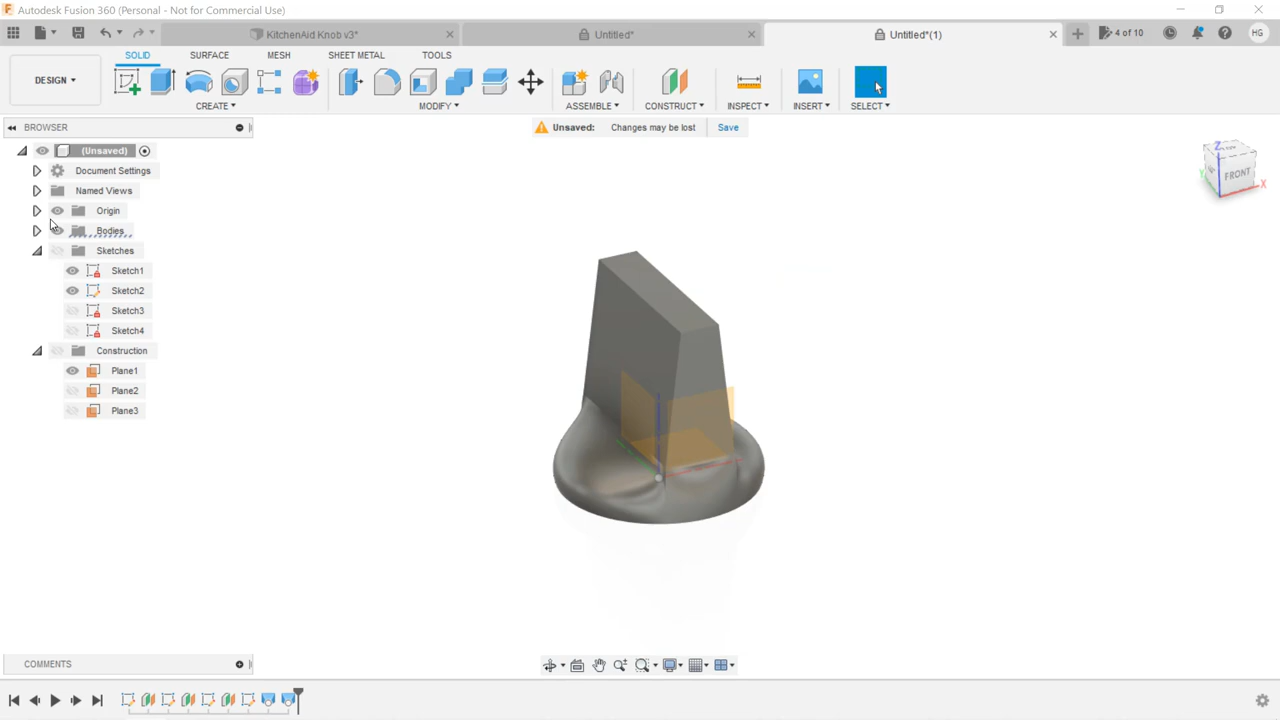 Autodesk Fusion 360 (Personal - Not for Commercial Use)
KitchenAid Knob v3*
Untitled*
Untitled*(1)
4 of 10
HG
DESIGN
SOLID
SURFACE
MESH
SHEET METAL
TOOLS
CREATE
MODIFY
ASSEMBLE
CONSTRUCT
INSPECT
INSERT
SELECT
BROWSER
Unsaved: Changes may be lost Save
(Unsaved)
Document Settings
Named Views
Origin
Bodies
Sketches
Sketch1
Sketch2
Sketch3
Sketch4
Construction
Plane1
Plane2
Plane3
Z
FRONT
X
Y
COMMENTS